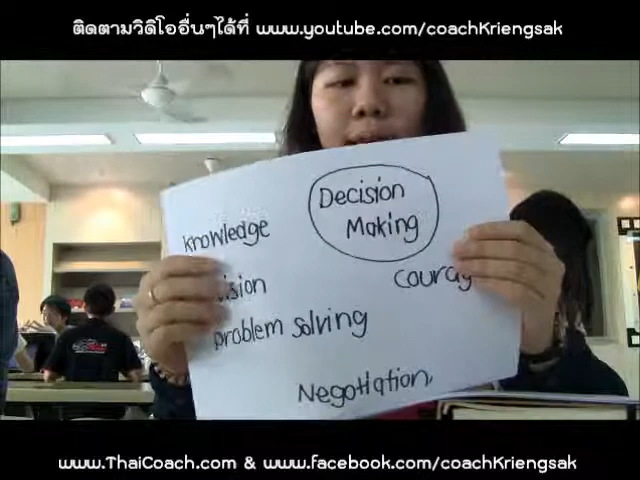 ติดตามวิดิโออื่นๆได้ที่ www.youtube.com/coachKriengsak
Decision
Making
knowledge
problem solving
Negotiation
www.ThaiCoach.com & www.facebook.com/coachKriengsak